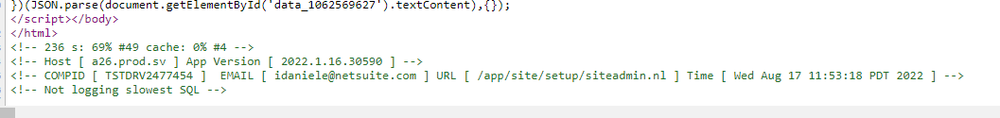 })(JSON.parse(document.getElementById('data_1062569627').textContent),{});
</script></body>
</html>
<!-- 236 s: 69% #49 cache: 0% #4 -->
<!-- Host [ a26.prod.sv ] App Version [ 2022.1.16.30590 ] -->
<!-- COMPID [ TSTDRV2477454 ]  EMAIL [ idaniele@netsuite.com ] URL [ /app/site/setup/siteadmin.nl ] Time [ Wed Aug 17 11:53:18 PDT 2022 ] -->
<!-- Not logging slowest SQL -->